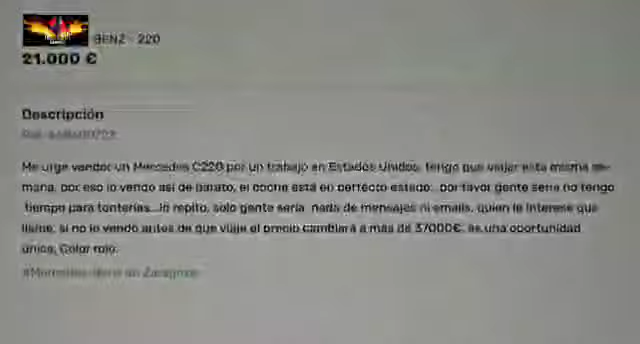 BENZ - 220
21.000 €
Descripción
Me urge vender un Mercedes C220 por un trabajo en Estados Unidos, tengo que viajar esta misma se-
mana, por eso lo vendo así de barato, el coche está en perfecto estado, por favor gente seria no tengo
tiempo para tonterías...lo repito, solo gente seria, nada de mensajes ni emails, quien le interese que
llame, si no lo vendo antes de que viaje el precio cambiará a más de 37000€, es una oportunidad
única, Color rojo.
en Zaragoza